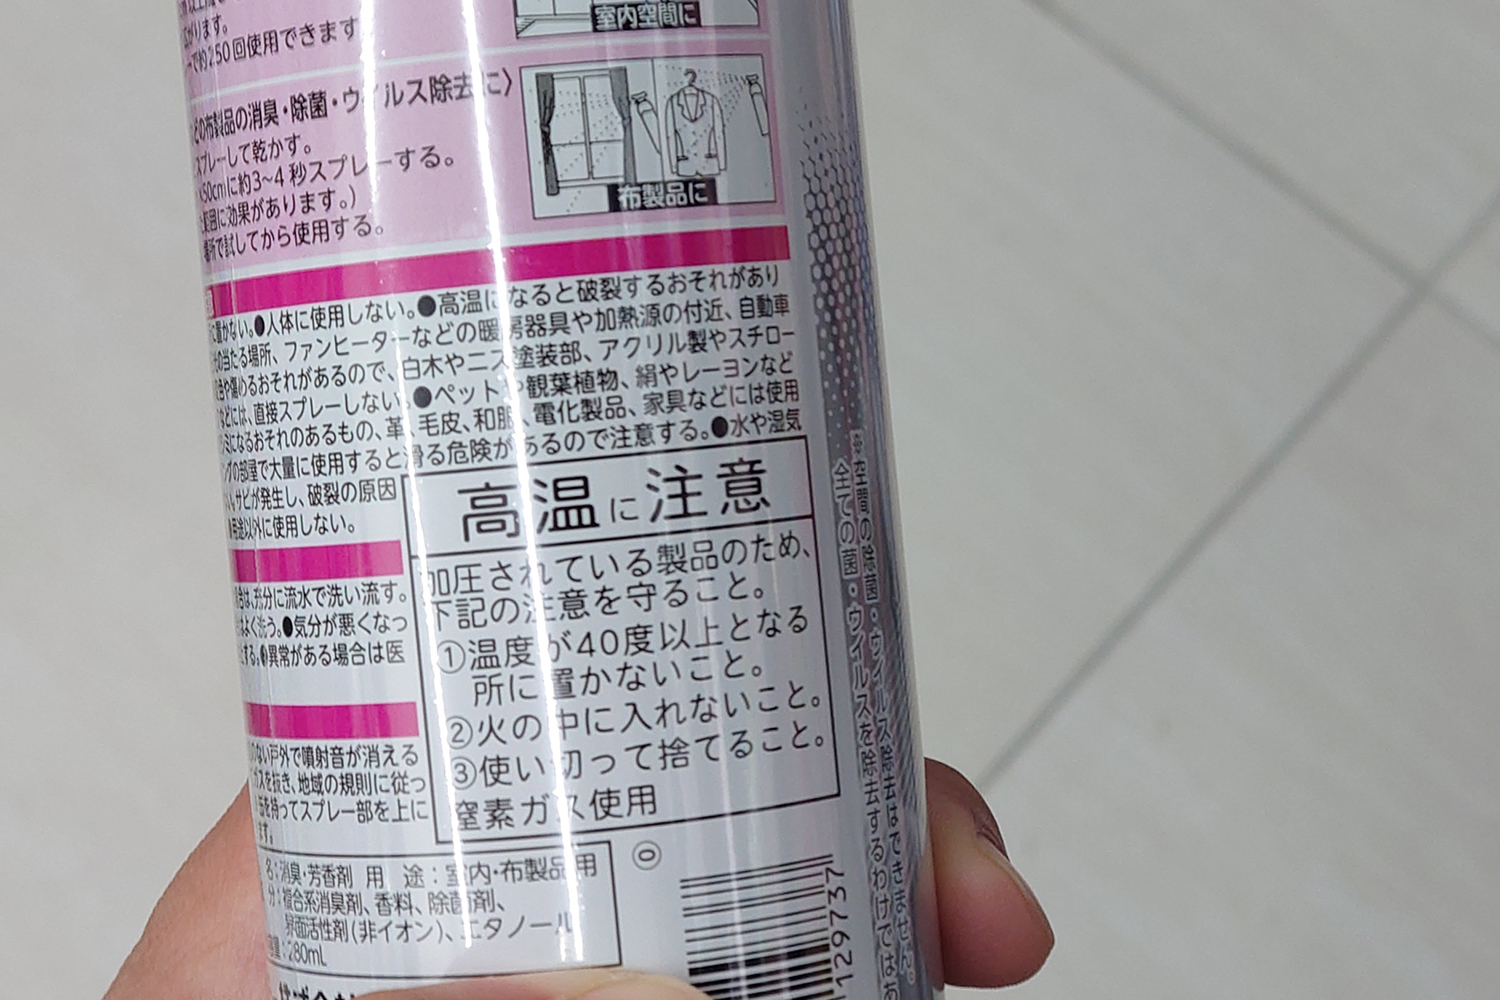 がります。
で約250回使用できます
室内空間に
どの布製品の消臭・除菌・ウイルス除去に〉
スプレーして乾かす。
50cm)に約3~4秒スプレーする。
範囲に効果があります。)
場所で試してから使用する。
布製品に
に置かない。●人体に使用しない。●高温になると破裂するおそれがあり
の当たる場所、ファンヒーターなどの暖房器具や加熱源の付近、自動車
色や傷めるおそれがあるので、白木やニス塗装部、アクリル製やスチロー
などには、直接スプレーしない。●ペットや観葉植物、絹やレーヨンなど
シミになるおそれのあるもの、革、毛皮、和服、電化製品、家具などには使用
ングの部屋で大量に使用すると滑る危険があるので注意する。●水や湿気
サビが発生し、破裂の原因
用途以外に使用しない。
高温に注意
加圧されている製品のため、
下記の注意を守ること。
①温度が40度以上となる
所に置かないこと。
②火の中に入れないこと。
③使い切って捨てること。
窒素ガス使用
合は、充分に流水で洗い流す。
よく洗う。●気分が悪くなっ
する。●異常がある場合は医
のない戸外で噴射音が消える
ガスを抜き、地域の規則に従っ
缶を持ってスプレー部を上に
ます。
名:消臭・芳香剤 用 途:室内・布製品用
分:複合系消臭剤、香料、除菌剤、
界面活性剤(非イオン)、エタノール
量:280mL
株式会社
129737
※空間の除菌・ウイルス除去はできません。
全ての菌・ウイルスを除去するわけではあ